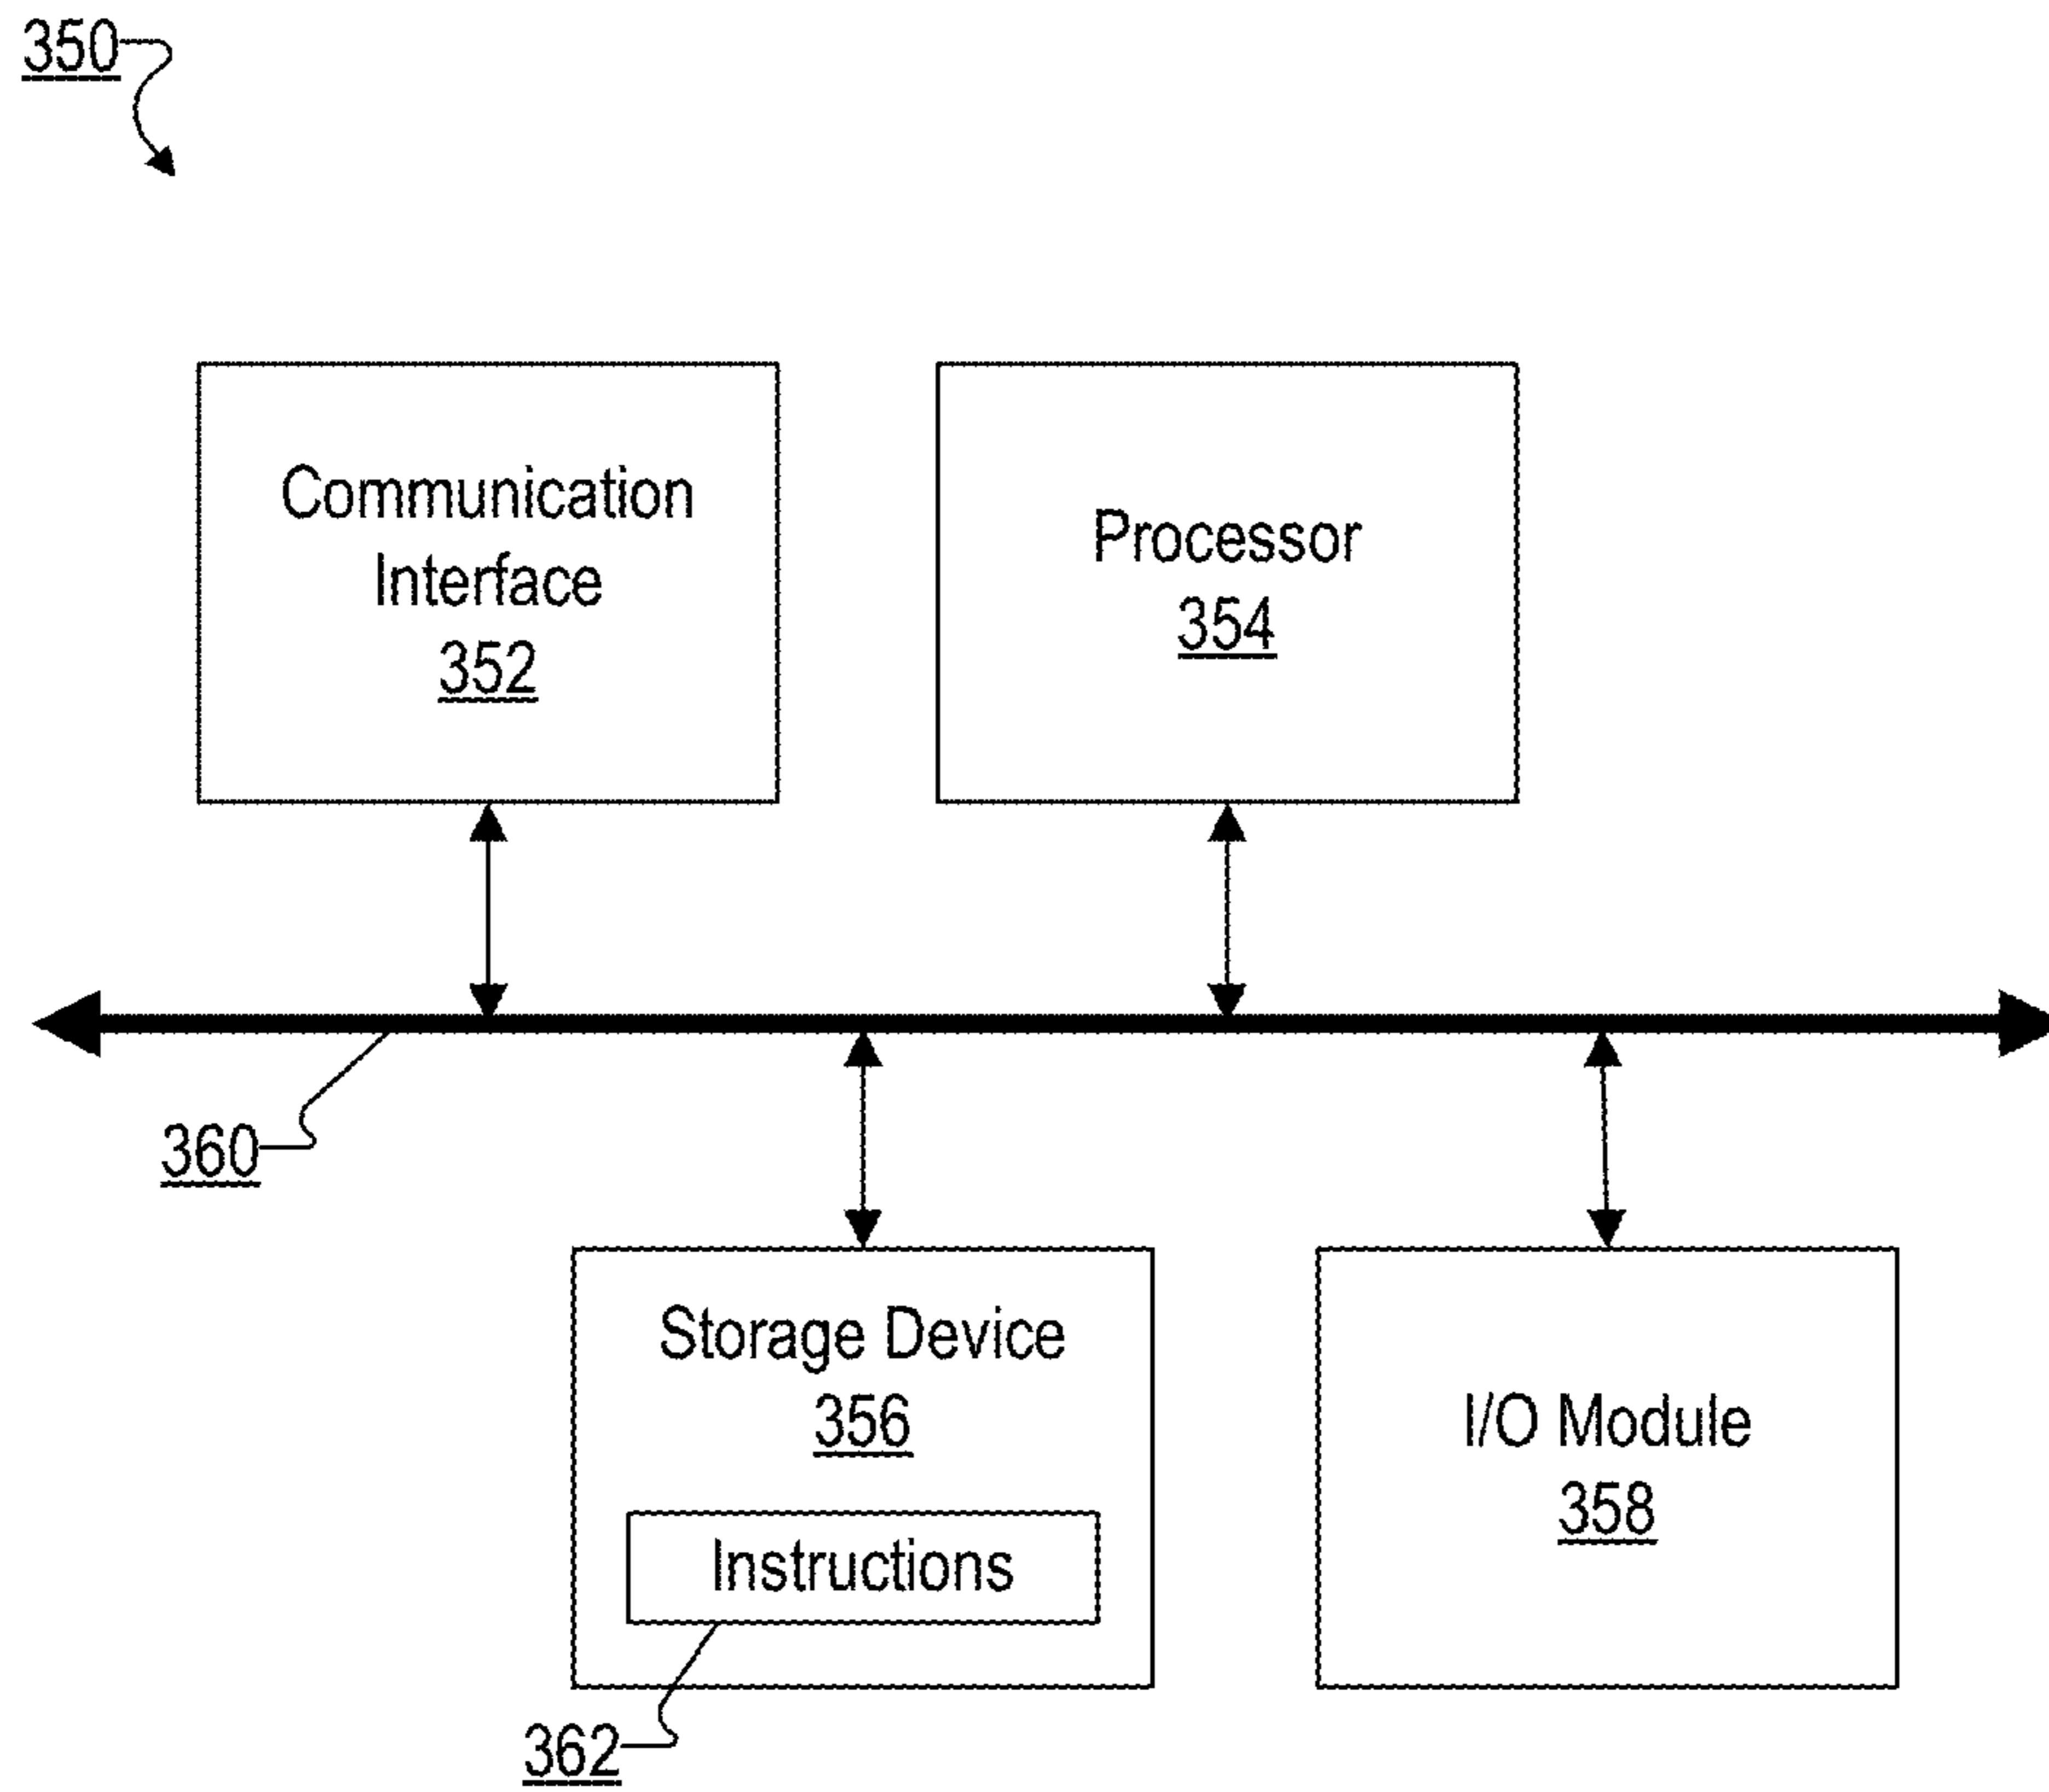 350
Communication
Interface
352
Processor
354
360
Storage Device
356
Instructions
362
I/O Module
358